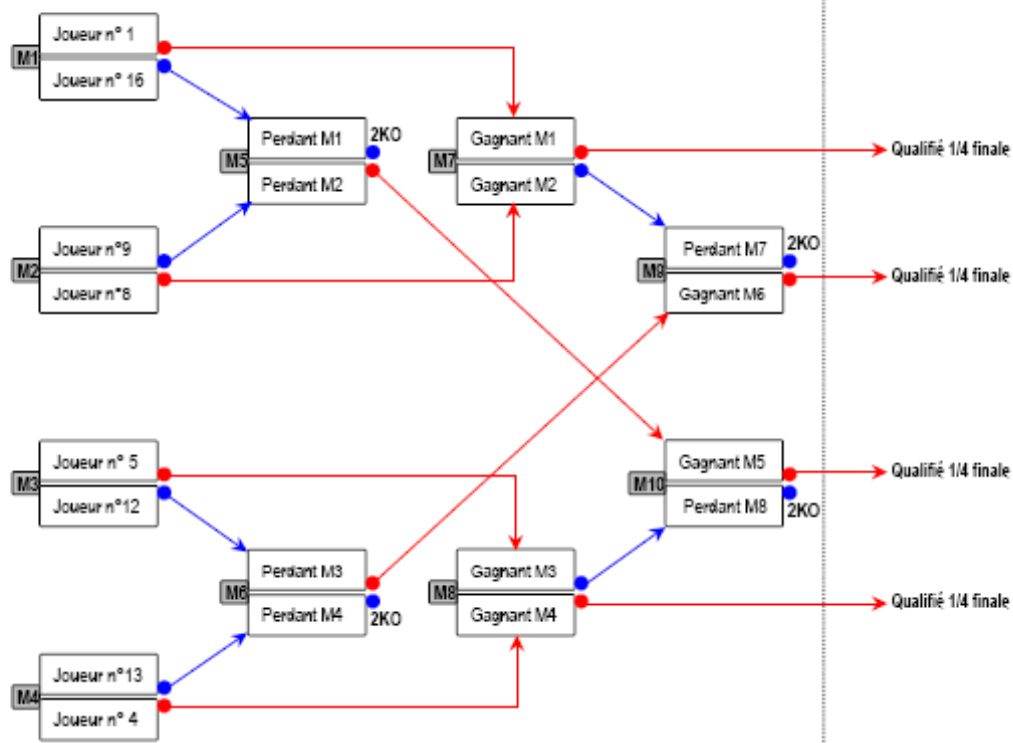 Joueur n° 1
M1
Joueur n° 16
Perdant M1
2KO
M5
Perdant M2
Gagnant M1
M7
Gagnant M2
Qualifié 1/4 finale
Joueur n°9
M2
Joueur n°8
Perdant M7
2KO
M9
Gagnant M6
Qualifié 1/4 finale
Joueur n° 5
M3
Joueur n°12
Gagnant M5
M10
Perdant M8
2KO
Qualifié 1/4 finale
Perdant M3
M6
Perdant M4
2KO
Gagnant M3
M8
Gagnant M4
Qualifié 1/4 finale
Joueur n°13
M4
Joueur n° 4